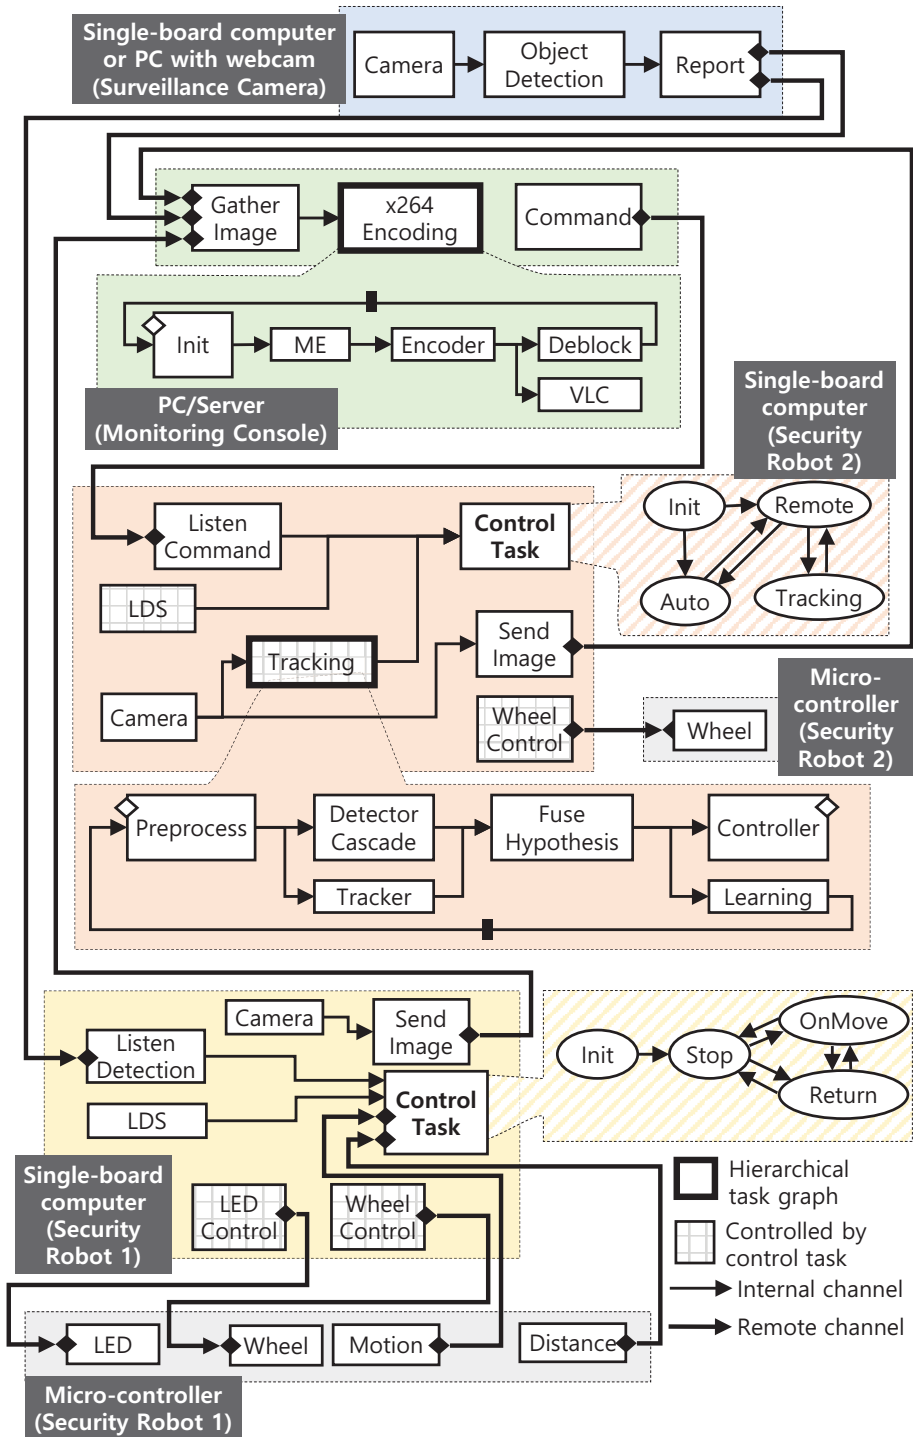 Single-board computer
or PC with webcam
(Surveillance Camera)
Camera
Object
Detection
Report
Gather
Image
x264
Encoding
Command
Init
ME
Encoder
Deblock
VLC
PC/Server
(Monitoring Console)
Single-board
computer
(Security
Robot 2)
Listen
Command
Control
Task
Init
Remote
Auto
Tracking
LDS
Tracking
Send
Image
Camera
Wheel
Control
Wheel
Micro-
controller
(Security
Robot 2)
Preprocess
Detector
Cascade
Fuse
Hypothesis
Controller
Tracker
Learning
Camera
Send
Image
Listen
Detection
LDS
Control
Task
Init
Stop
OnMove
Return
Single-board
computer
(Security
Robot 1)
LED
Control
Wheel
Control
Hierarchical
task graph
Controlled by
control task
Internal channel
Remote channel
LED
Wheel
Motion
Distance
Micro-controller
(Security Robot 1)